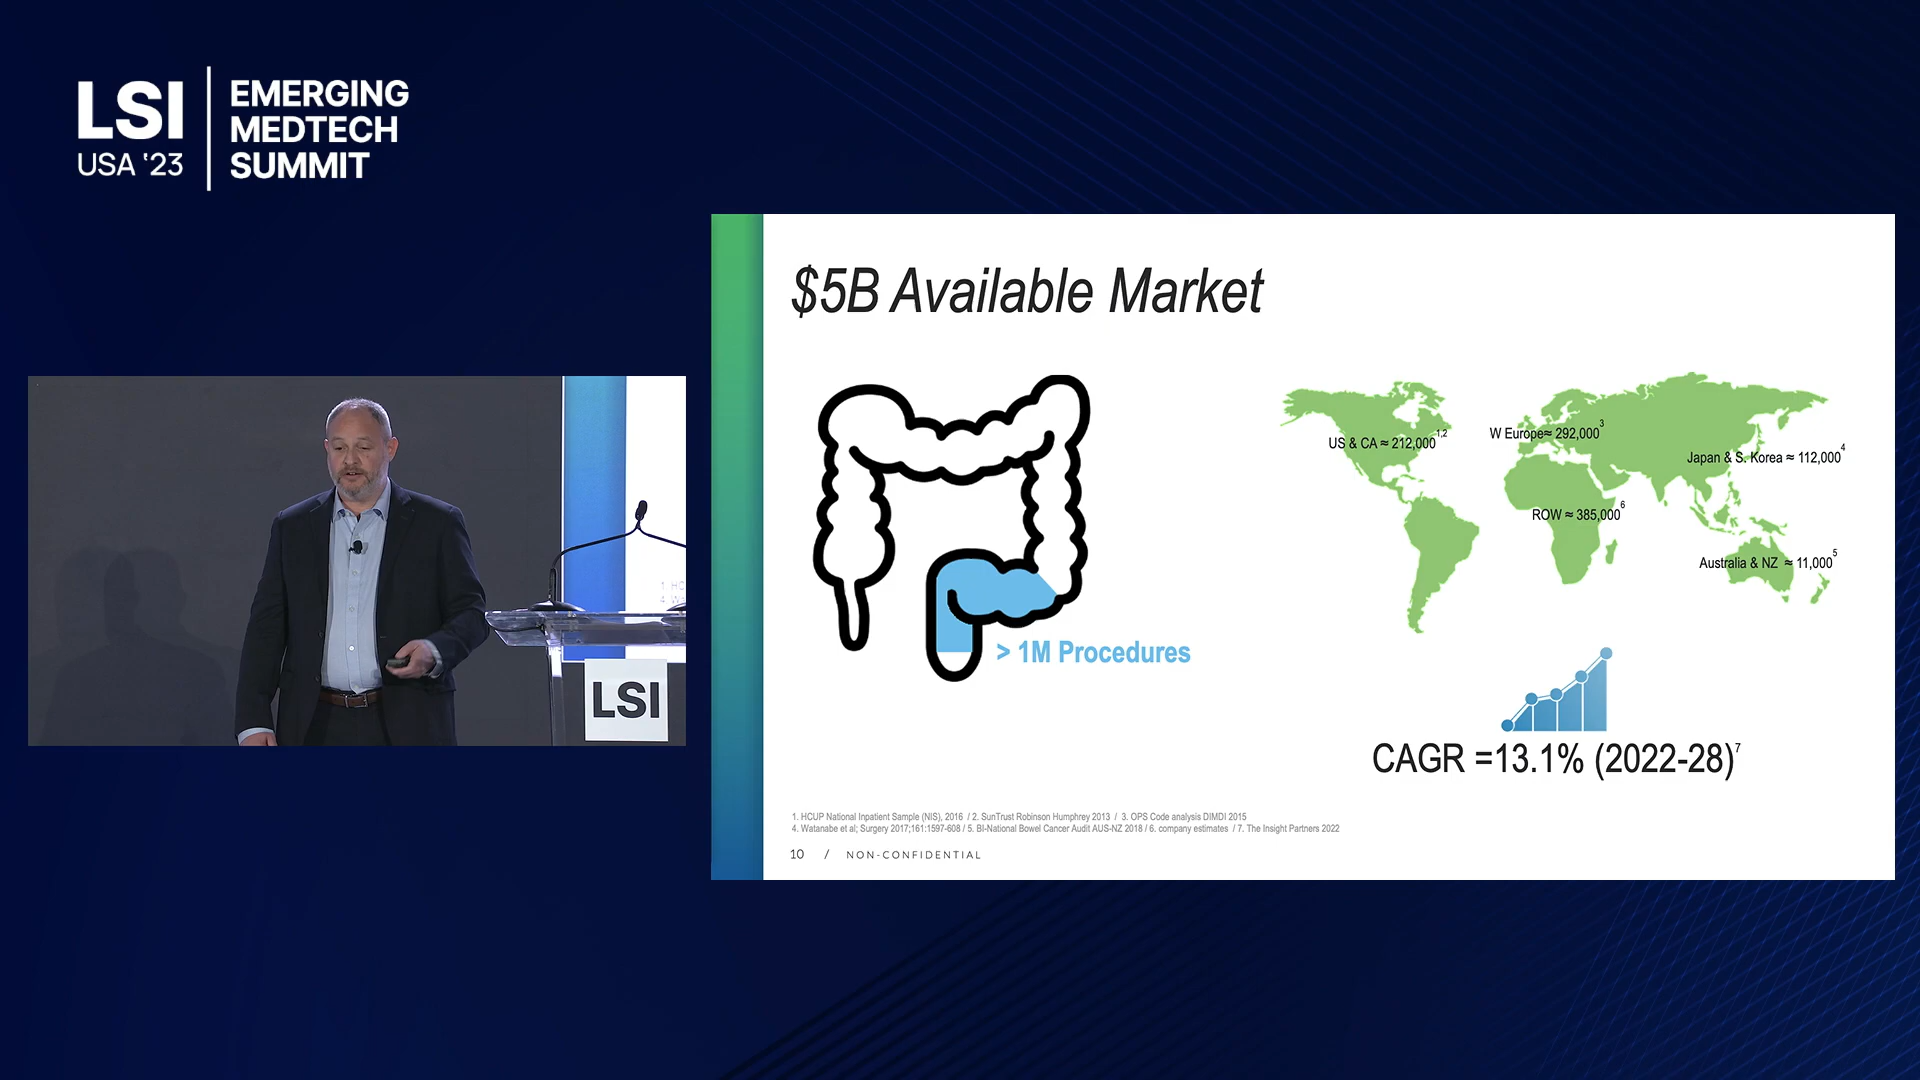 LSI
USA '23
EMERGING
MEDTECH
SUMMIT
LSI
$5B Available Market
US & CA ≈ 212,000 1,2
W Europe≈ 292,000 3
Japan & S. Korea ≈ 112,000 4
ROW ≈ 385,000 6
Australia & NZ ≈ 11,000 5
> 1M Procedures
CAGR =13.1% (2022-28) 7
1. HCUP National Inpatient Sample (NIS), 2016 / 2. SunTrust Robinson Humphrey 2013 / 3. OPS Code analysis DIMDI 2015
4. Watanabe et al; Surgery 2017;161:1597-608 / 5. BI-National Bowel Cancer Audit AUS-NZ 2018 / 6. company estimates / 7. The Insight Partners 2022
10 / NON-CONFIDENTIAL